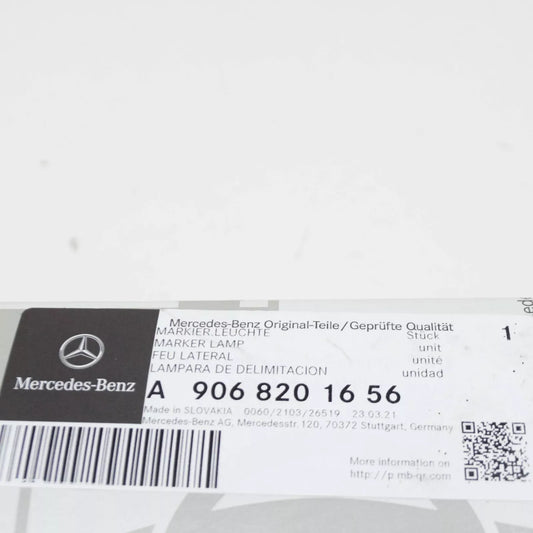 Mercedes-Benz Original-Teile/Geprüfte Qualität
MARKIER.LEUCHTE Stück 1
MARKER LAMP unit
FEU LATERAL unité
LAMPARA DE DELIMITACION unidad
Mercedes-Benz
A 906 820 16 56
Made in SLOVAKIA 0060/2103/26519 23.03.21
Mercedes-Benz AG, Mercedesstr.120, 70372 Stuttgart, Germany
More information on
http://p.mb-qr.com